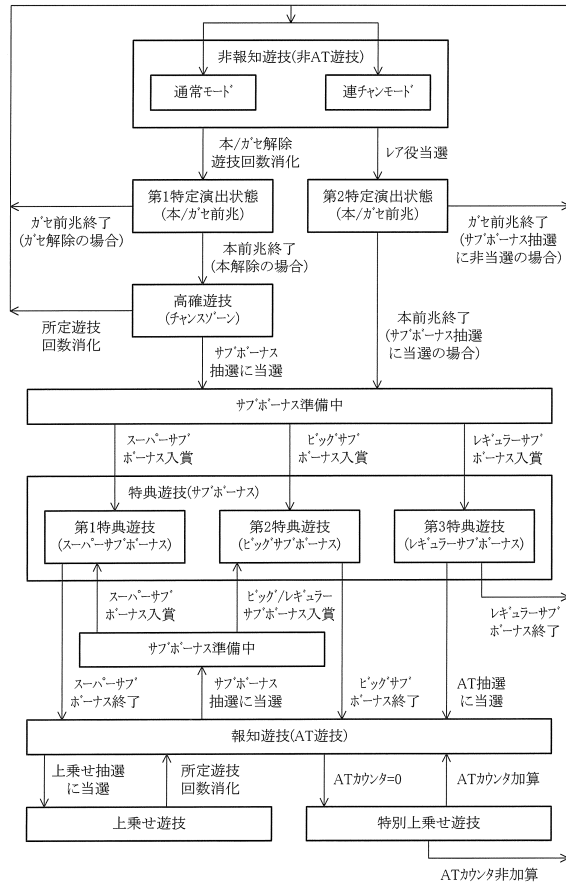 非報知遊技(非AT遊技)
通常モード
連チャンモード
本/ガセ解除
遊技回数消化
レア役当選
第1特定演出状態
(本/ガセ前兆)
第2特定演出状態
(本/ガセ前兆)
ガセ前兆終了
(ガセ解除の場合)
ガセ前兆終了
(サブボーナス抽選
に非当選の場合)
本前兆終了
(本解除の場合)
高確遊技
(チャンスゾーン)
所定遊技
回数消化
本前兆終了
(サブボーナス抽選
に当選の場合)
サブボーナス
抽選に当選
サブボーナス準備中
スーパーサブ
ボーナス入賞
ビッグサブ
ボーナス入賞
レギュラーサブ
ボーナス入賞
特典遊技(サブボーナス)
第1特典遊技
(スーパーサブボーナス)
第2特典遊技
(ビッグサブボーナス)
第3特典遊技
(レギュラーサブボーナス)
スーパーサブ
ボーナス入賞
ビッグ/レギュラー
サブボーナス入賞
レギュラーサブ
ボーナス終了
サブボーナス準備中
スーパーサブ
ボーナス終了
サブボーナス
抽選に当選
ビッグサブ
ボーナス終了
AT抽選
に当選
報知遊技(AT遊技)
上乗せ抽選
に当選
所定遊技
回数消化
ATカウンタ=0
ATカウンタ加算
上乗せ遊技
特別上乗せ遊技
ATカウンタ非加算